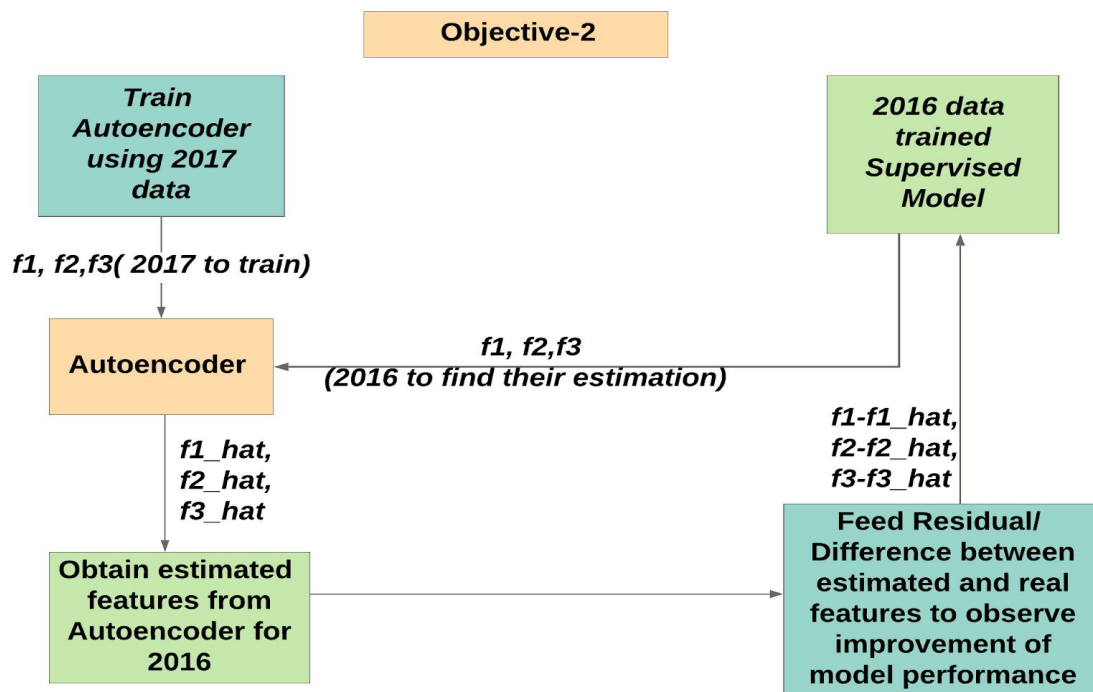 Objective-2
Train
Autoencoder
using 2017
data
2016 data
trained
Supervised
Model
f1, f2,f3( 2017 to train)
Autoencoder
f1, f2,f3
(2016 to find their estimation)
f1_hat,
f2_hat,
f3_hat
f1-f1_hat,
f2-f2_hat,
f3-f3_hat
Obtain estimated
features from
Autoencoder for
2016
Feed Residual/
Difference between
estimated and real
features to observe
improvement of
model performance